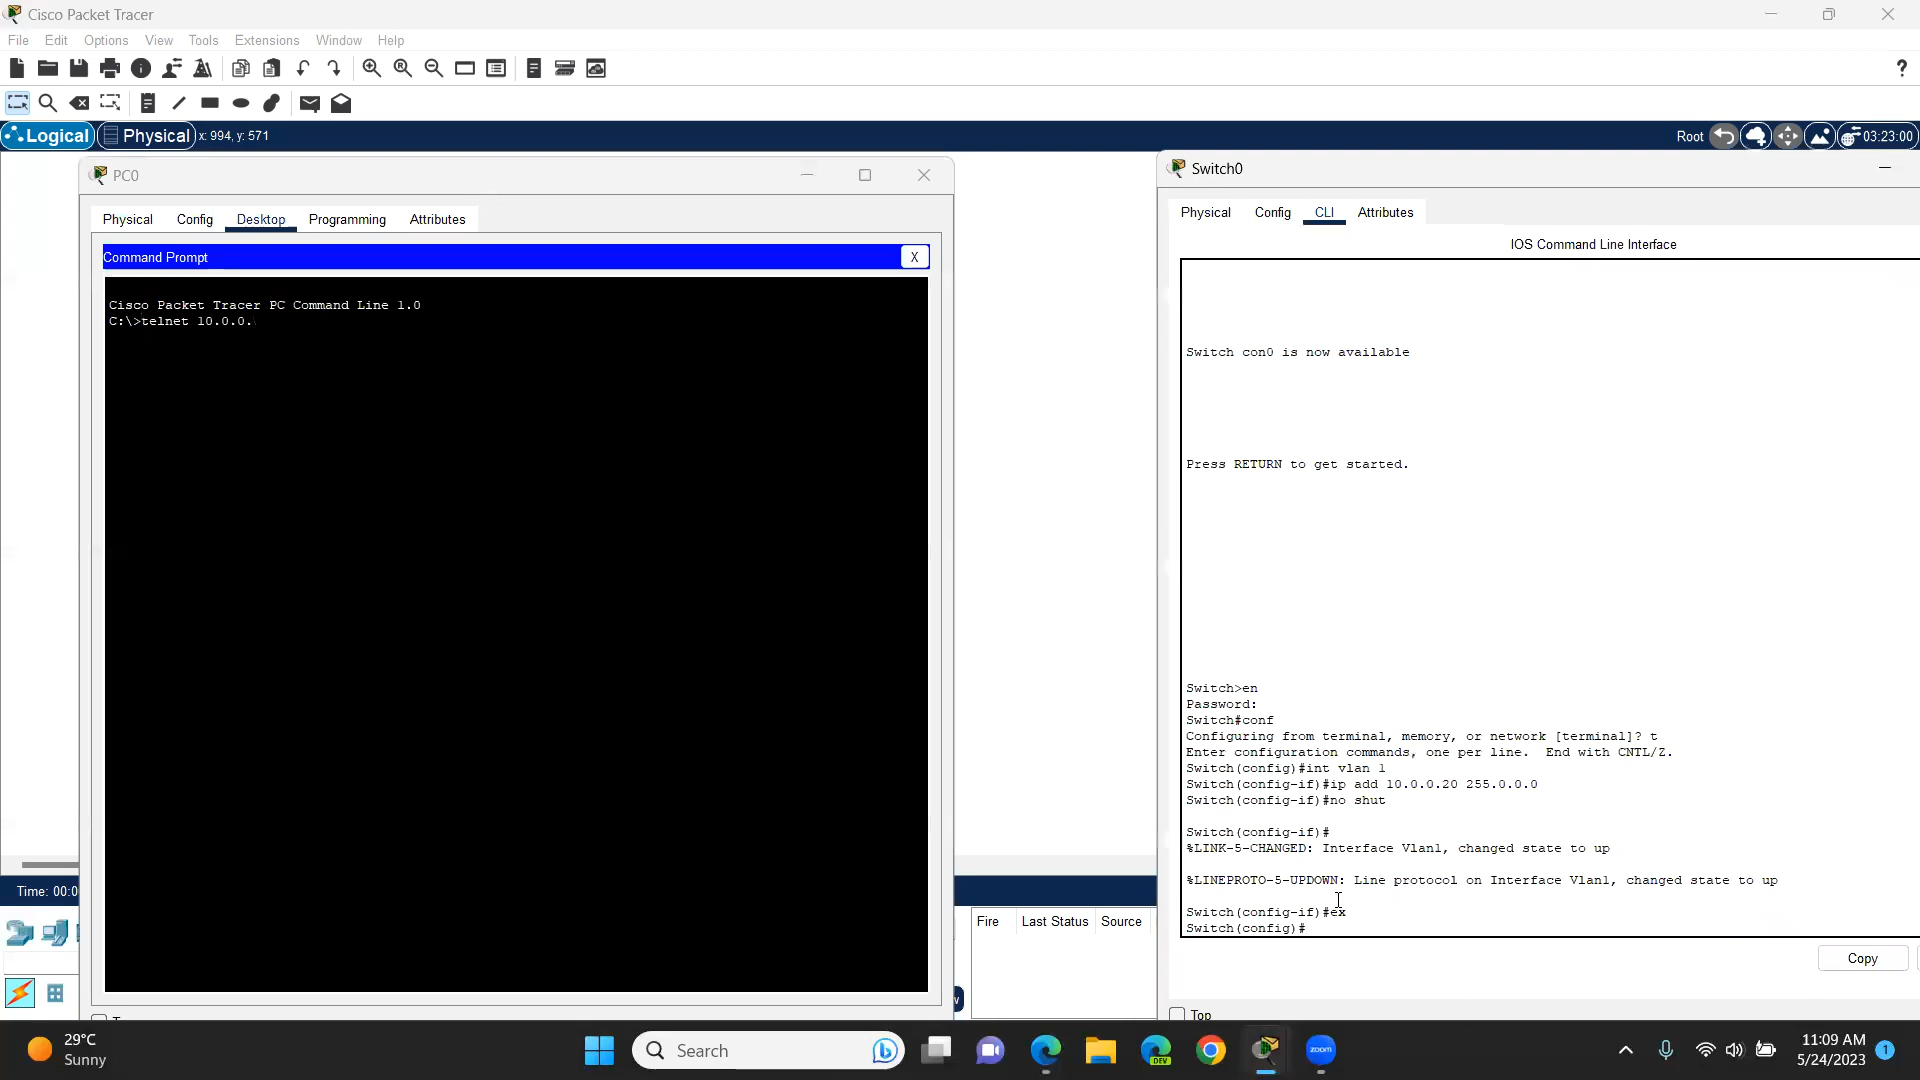 Cisco Packet Tracer
File Edit Options View Tools Extensions Window Help
?
Logical Physical x: 994, y: 571 Root 03:23:00
PC0
Physical Config Desktop Programming Attributes
Command Prompt X
Cisco Packet Tracer PC Command Line 1.0
C:\>telnet 10.0.0.
Switch0
Physical Config CLI Attributes
IOS Command Line Interface
Switch con0 is now available
Press RETURN to get started.
Switch>en
Password:
Switch#conf
Configuring from terminal, memory, or network [terminal]? t
Enter configuration commands, one per line.  End with CNTL/Z.
Switch(config)#int vlan 1
Switch(config-if)#ip add 10.0.0.20 255.0.0.0
Switch(config-if)#no shut
Switch(config-if)#
%LINK-5-CHANGED: Interface Vlan1, changed state to up
%LINEPROTO-5-UPDOWN: Line protocol on Interface Vlan1, changed state to up
Switch(config-if)#ex
Switch(config)#
Copy
Top
Time: 00:0
Fire Last Status Source
29°C
Sunny
Search
DEV
zoom
11:09 AM
5/24/2023
1